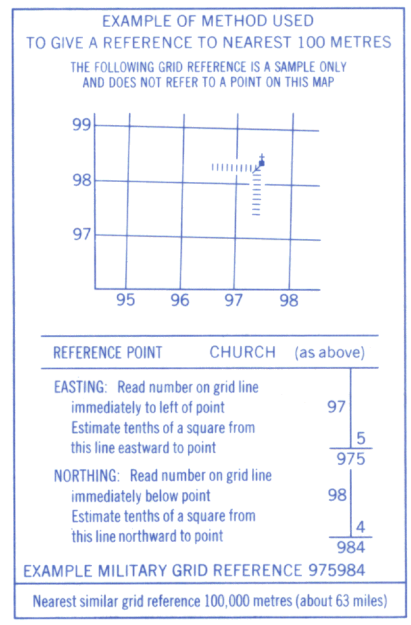 EXAMPLE OF METHOD USED
TO GIVE A REFERENCE TO NEAREST 100 METRES
THE FOLLOWING GRID REFERENCE IS A SAMPLE ONLY
AND DOES NOT REFER TO A POINT ON THIS MAP
99
98
97
95 96 97 98
REFERENCE POINT CHURCH (as above)
EASTING: Read number on grid line
immediately to left of point 97
Estimate tenths of a square from
this line eastward to point 5
975
NORTHING: Read number on grid line
immediately below point 98
Estimate tenths of a square from
this line northward to point 4
984
EXAMPLE MILITARY GRID REFERENCE 975984
Nearest similar grid reference 100,000 metres (about 63 miles)